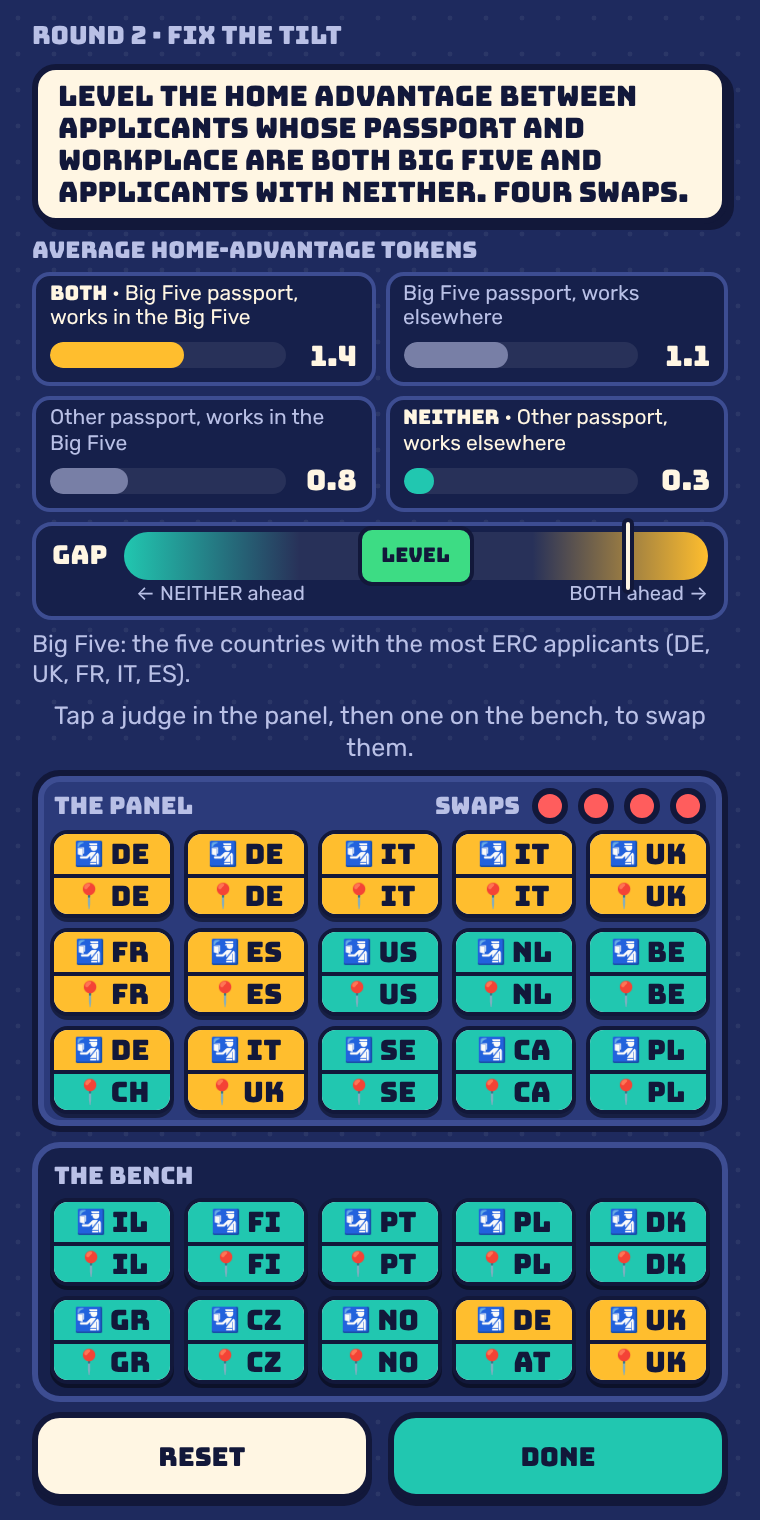 ROUND 2 · FIX THE TILT
LEVEL THE HOME ADVANTAGE BETWEEN
APPLICANTS WHOSE PASSPORT AND
WORKPLACE ARE BOTH BIG FIVE AND
APPLICANTS WITH NEITHER. FOUR SWAPS.
AVERAGE HOME-ADVANTAGE TOKENS
BOTH · Big Five passport,
works in the Big Five
1.4
Big Five passport, works
elsewhere
1.1
Other passport, works in the
Big Five
0.8
NEITHER · Other passport,
works elsewhere
0.3
GAP
LEVEL
← NEITHER ahead
BOTH ahead →
Big Five: the five countries with the most ERC applicants (DE,
UK, FR, IT, ES).
Tap a judge in the panel, then one on the bench, to swap
them.
THE PANEL
SWAPS
DE DE IT IT UK
DE DE IT IT UK
FR ES US NL BE
FR ES US NL BE
DE IT SE CA PL
CH UK SE CA PL
THE BENCH
IL FI PT PL DK
IL FI PT PL DK
GR CZ NO DE UK
GR CZ NO AT UK
RESET
DONE